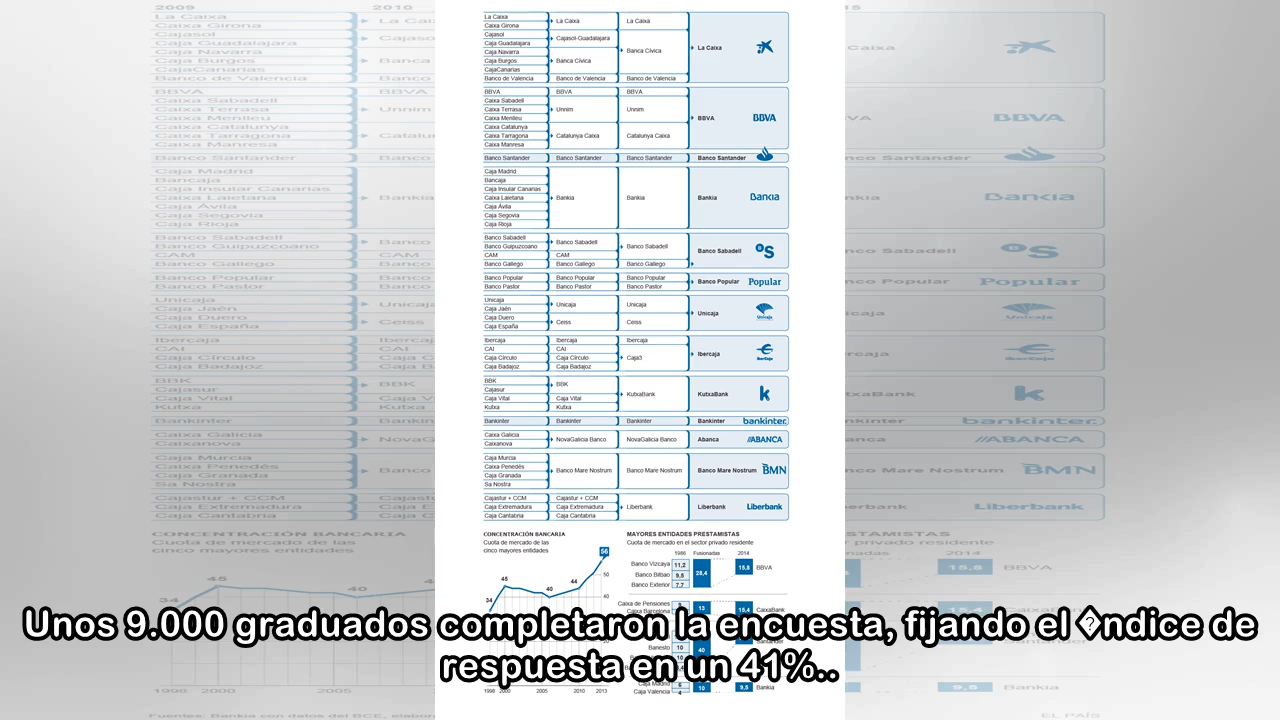 La Caixa
Caixa Girona
Cajasol
Caja Guadalajara
Caja Navarra
Caja Burgos
CajaCanarias
Banco de Valencia
La Caixa
Cajasol-Guadalajara
Banca Cívica
Banco de Valencia
La Caixa
Banca Cívica
Banco de Valencia
La Caixa
BBVA
Caixa Sabadell
Caixa Terrasa
Caixa Menlleu
Caixa Catalunya
Caixa Tarragona
Caixa Manresa
BBVA
Unnim
Catalunya Caixa
BBVA
Unnim
Catalunya Caixa
BBVA
BBVA
Banco Santander
Banco Santander
Banco Santander
Banco Santander
Caja Madrid
Bancaja
Caja Insular Canarias
Caixa Laietana
Caja Ávila
Caja Segovia
Caja Rioja
Bankia
Bankia
Bankia
Bankia
Banco Sabadell
Banco Guipuzcoano
CAM
Banco Gallego
Banco Sabadell
CAM
Banco Gallego
Banco Sabadell
Banco Gallego
Banco Sabadell
S
Banco Popular
Banco Pastor
Banco Popular
Banco Pastor
Banco Popular
Banco Pastor
Banco Popular
Popular
Unicaja
Caja Jaén
Caja Duero
Caja España
Unicaja
Ceiss
Unicaja
Ceiss
Unicaja
Unicaja
Ibercaja
CAI
Caja Círculo
Caja Badajoz
Ibercaja
CAI
Caja Círculo
Caja Badajoz
Ibercaja
Caja3
Ibercaja
iberCaja
BBK
Cajasur
Caja Vital
Kutxa
BBK
Caja Vital
Kutxa
KutxaBank
KutxaBank
k
Bankinter
Bankinter
Bankinter
Bankinter
bankinter.
Caixa Galicia
Caixanova
NovaGalicia Banco
NovaGalicia Banco
Abanca
//ABANCA
Caja Murcia
Caixa Penedés
Caja Granada
Sa Nostra
Banco Mare Nostrum
Banco Mare Nostrum
Banco Mare Nostrum
BMN
Cajastur + CCM
Caja Extremadura
Caja Cantabria
Cajastur + CCM
Caja Extremadura
Caja Cantabria
Liberbank
Liberbank
Liberbank
CONCENTRACIÓN BANCARIA
Cuota de mercado de las
cinco mayores entidades
56
50
45
44
40
40
34
1998 2000 2005 2010 2013
MAYORES ENTIDADES PRESTAMISTAS
Cuota de mercado en el sector privado residente
1986 Fusionadas 2014
Banco Vizcaya 11,2
Banco Bilbao 9,5
Banco Exterior 7,7
28,4
15,8 BBVA
Caixa de Pensiones
Caixa Barcelona
13
15,4 CaixaBank
Banesto 10
40
Caja Madrid 6
Caja Valencia 4
10
9,5 Bankia
Unos 9.000 graduados completaron la encuesta, fijando el �ndice de
respuesta en un 41%..